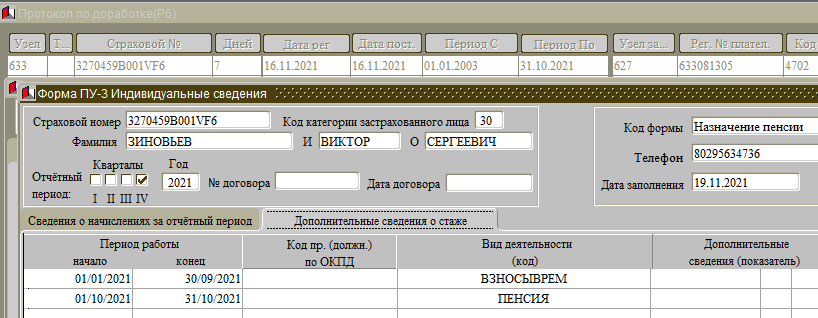 Протокол по доработке(Р6)
Узел Т... Страховой № Дней Дата рег Дата пост. Период С Период По Узел за... Рег. № плател. Код
633 3270459B001VF6 7 16.11.2021 16.11.2021 01.01.2003 31.10.2021 627 633081305 4702
Форма ПУ-3 Индивидуальные сведения
Страховой номер 3270459B001VF6 Код категории застрахованного лица 30
Код формы Назначение пенсии
Фамилия ЗИНОВЬЕВ И ВИКТОР О СЕРГЕЕВИЧ
Телефон 80295634736
Кварталы Год
Отчётный период: 2021 № договора Дата договора
Дата заполнения 19.11.2021
I II III IV
Сведения о начислениях за отчётный период Дополнительные сведения о стаже
Период работы Код пр. (должн.) Вид деятельности Дополнительные
начало конец по ОКПД (код) сведения (показатель)
01/01/2021 30/09/2021 ВЗНОСЫВРЕМ
01/10/2021 31/10/2021 ПЕНСИЯ